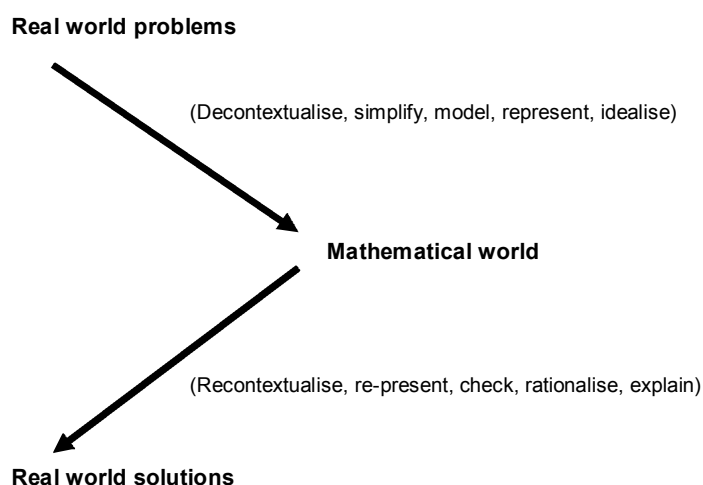 Real world problems
(Decontextualise, simplify, model, represent, idealise)
Mathematical world
(Recontextualise, re-present, check, rationalise, explain)
Real world solutions